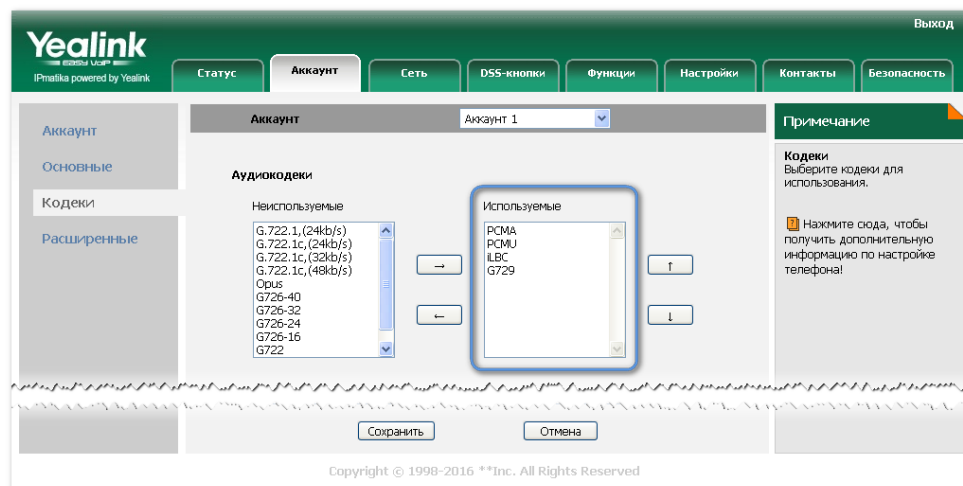 Выход
Yealink
EASY VoIP
IPmatika powered by Yealink
Статус
Аккаунт
Сеть
DSS-кнопки
Функции
Настройки
Контакты
Безопасность
Аккаунт
Основные
Кодеки
Расширенные
Аккаунт
Аккаунт 1
Аудиокодеки
Неиспользуемые
G.722.1,(24kb/s)
G.722.1c,(24kb/s)
G.722.1c,(32kb/s)
G.722.1c,(48kb/s)
Opus
G726-40
G726-32
G726-24
G726-16
G722
→
←
Используемые
PCMA
PCMU
iLBC
G729
↑
↓
Примечание
Кодеки
Выберите кодеки для
использования.
Нажмите сюда, чтобы
получить дополнительную
информацию по настройке
телефона!
Сохранить
Отмена
Copyright © 1998-2016 **Inc. All Rights Reserved